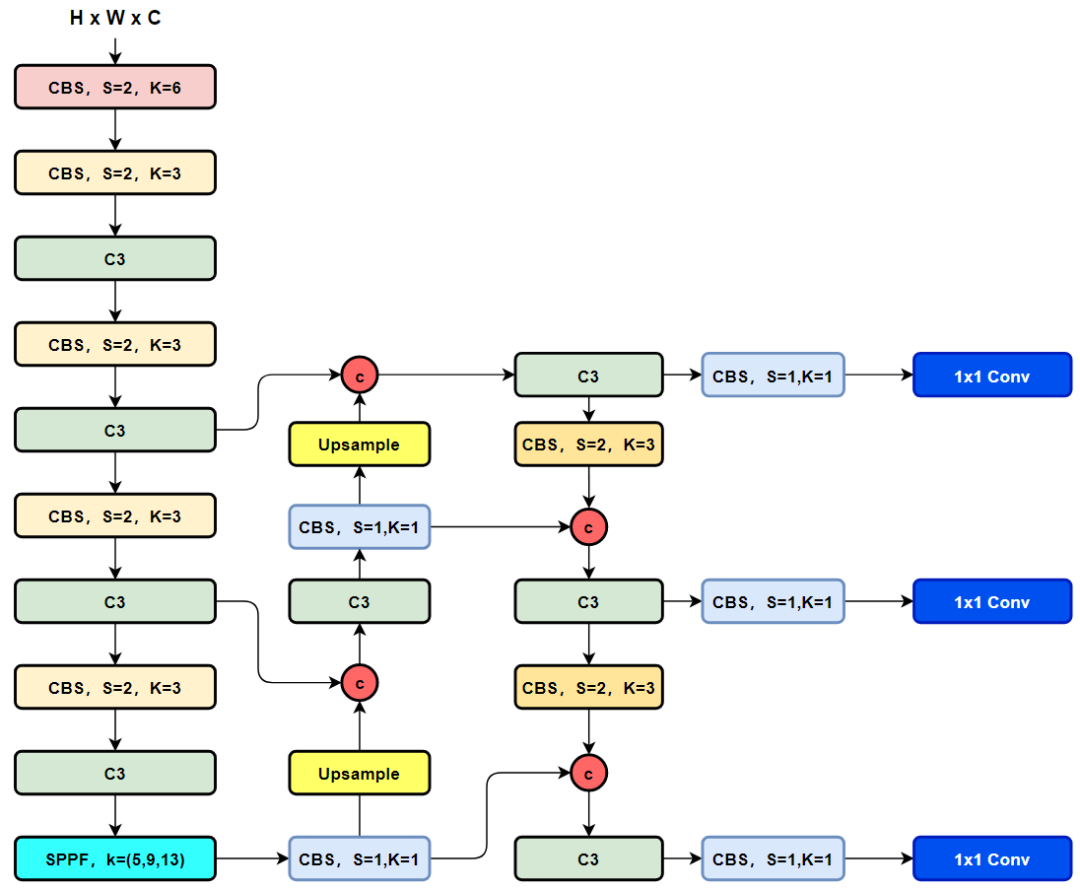 H x W x C
CBS, S=2, K=6
CBS, S=2, K=3
C3
CBS, S=2, K=3
C3
CBS, S=2, K=3
C3
CBS, S=2, K=3
C3
SPPF, k=(5,9,13)
c
Upsample
CBS, S=1,K=1
C3
c
Upsample
CBS, S=1,K=1
C3
CBS, S=2, K=3
c
C3
CBS, S=2, K=3
c
C3
CBS, S=1,K=1
1x1 Conv
CBS, S=1,K=1
1x1 Conv
CBS, S=1,K=1
1x1 Conv